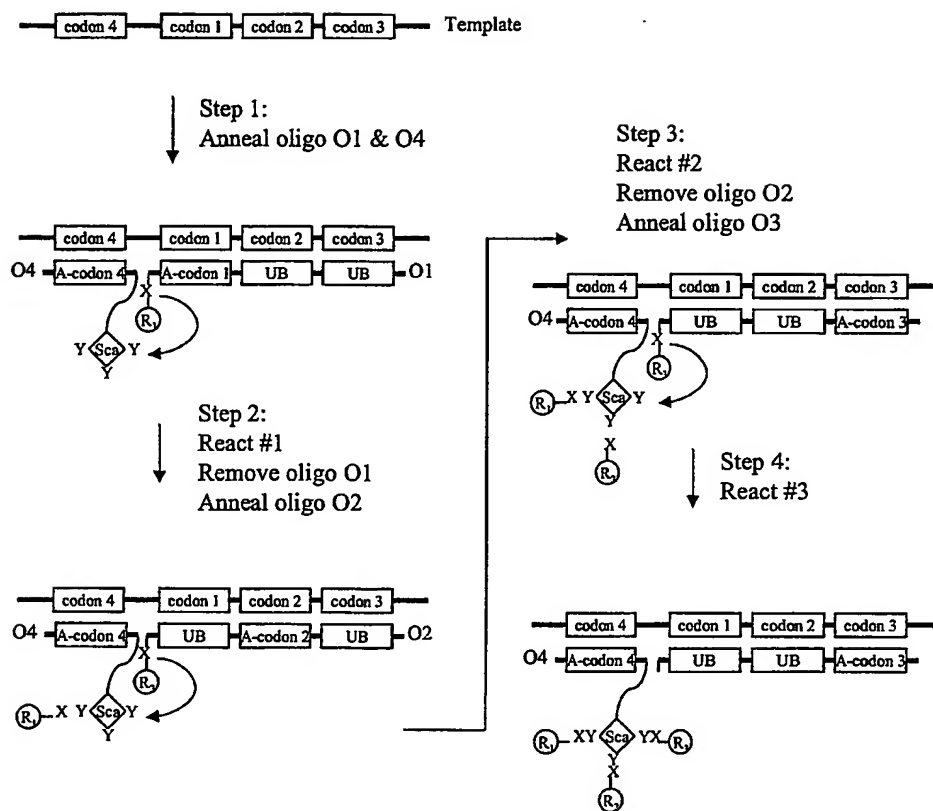 codon 4 codon 1 codon 2 codon 3 Template
Step 1:
Anneal oligo O1 & O4
codon 4 codon 1 codon 2 codon 3
O4 A-codon 4 A-codon 1 UB UB O1
X
R₁
Y Sca Y
Y
Step 2:
React #1
Remove oligo O1
Anneal oligo O2
codon 4 codon 1 codon 2 codon 3
O4 A-codon 4 UB A-codon 2 UB O2
X
R₂
R₁ X Y Sca Y
Y
Step 3:
React #2
Remove oligo O2
Anneal oligo O3
codon 4 codon 1 codon 2 codon 3
O4 A-codon 4 UB UB A-codon 3
X
R₃
R₁ X Y Sca Y
Y
X
R₂
Step 4:
React #3
codon 4 codon 1 codon 2 codon 3
O4 A-codon 4 UB UB A-codon 3
R₁ XY Sca YX R₃
Y
X
R₂